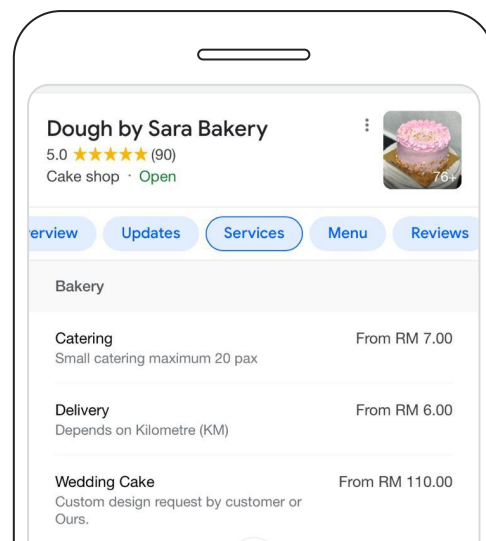 Dough by Sara Bakery
5.0 ★★★★★ (90)
Cake shop · Open
76+
erview Updates Services Menu Reviews
Bakery
Catering From RM 7.00
Small catering maximum 20 pax
Delivery From RM 6.00
Depends on Kilometre (KM)
Wedding Cake From RM 110.00
Custom design request by customer or
Ours.